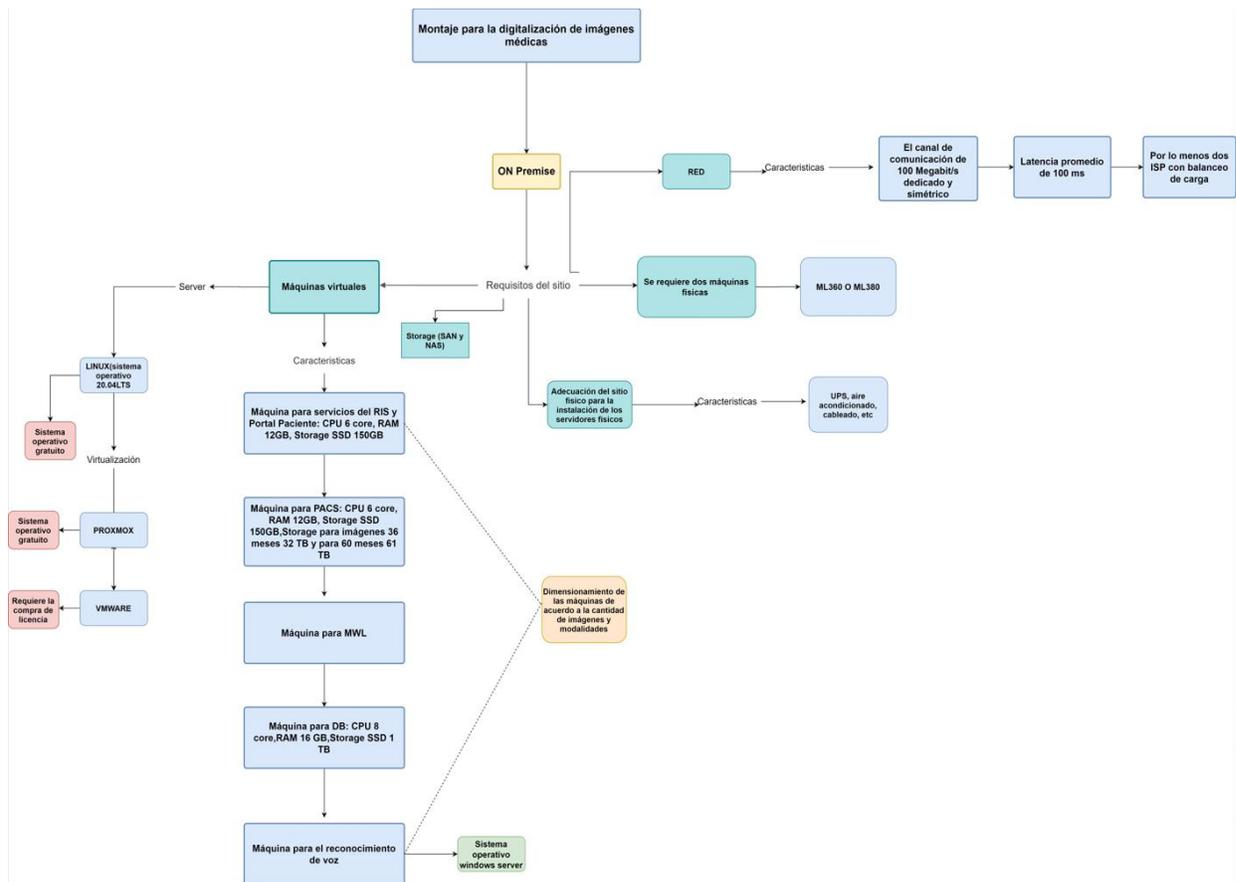 Montaje para la digitalización de imágenes
médicas
ON Premise
RED
Caracteristicas
El canal de
comunicación de
100 Megabit/s
dedicado y
simétrico
Latencia promedio
de 100 ms
Por lo menos dos
ISP con balanceo
de carga
Server
Máquinas virtuales
Requisitos del sitio
Se requiere dos máquinas
físicas
ML360 O ML380
Storage (SAN y
NAS)
Caracteristicas
LINUX(sistema
operativo
20.04LTS
Sistema
operativo
gratuito
Virtualización
Sistema
operativo
gratuito
PROXMOX
Requiere la
compra de
licencia
VMWARE
Adecuación del sitio
fisico para la
instalación de los
servidores físicos
Caracteristicas
UPS, aire
acondicionado,
cableado, etc
Máquina para servicios del RIS y
Portal Paciente: CPU 6 core, RAM
12GB, Storage SSD 150GB
Máquina para PACS: CPU 6 core,
RAM 12GB, Storage SSD
150GB,Storage para imágenes 36
meses 32 TB y para 60 meses 61
TB
Máquina para MWL
Máquina para DB: CPU 8
core,RAM 16 GB,Storage SSD 1
TB
Máquina para el reconocimiento
de voz
Dimensionamiento de
las máquinas de
acuerdo a la cantidad
de imágenes y
modalidades
Sistema
operativo
windows server